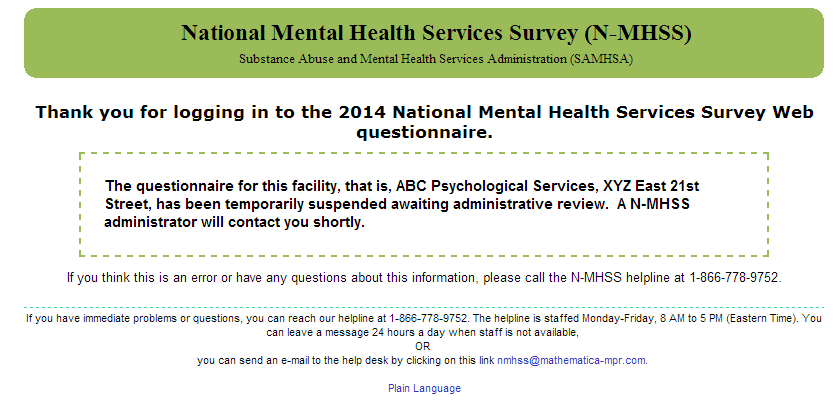 National Mental Health Services Survey (N-MHSS)
Substance Abuse and Mental Health Services Administration (SAMHSA)
Thank you for logging in to the 2014 National Mental Health Services Survey Web
questionnaire.
The questionnaire for this facility, that is, ABC Psychological Services, XYZ East 21st
Street, has been temporarily suspended awaiting administrative review.  A N-MHSS
administrator will contact you shortly.
If you think this is an error or have any questions about this information, please call the N-MHSS helpline at 1-866-778-9752.
If you have immediate problems or questions, you can reach our helpline at 1-866-778-9752. The helpline is staffed Monday-Friday, 8 AM to 5 PM (Eastern Time). You
can leave a message 24 hours a day when staff is not available,
OR
you can send an e-mail to the help desk by clicking on this link nmhss@mathematica-mpr.com.
Plain Language